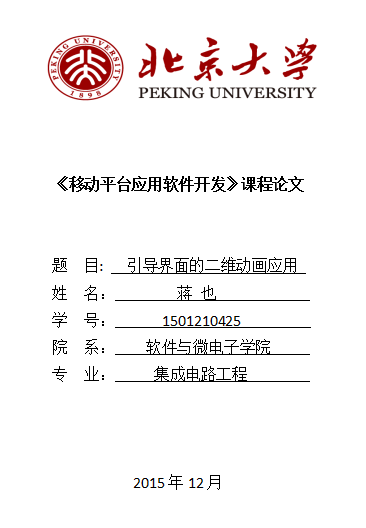 PEKING UNIVERSITY
1898
北京大学
PEKING UNIVERSITY
《移动平台应用软件开发》课程论文
题 目: 引导界面的二维动画应用
姓 名: 蒋 也
学 号: 1501210425
院 系: 软件与微电子学院
专 业: 集成电路工程
2015 年 12 月